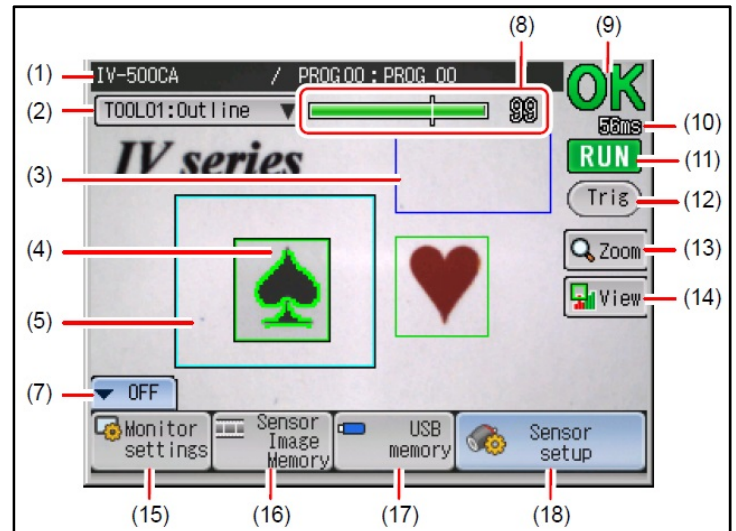 (8) (9)
(1) IV-500CA / PROG00:PROG 00 OK
(2) TOOL01:Outline ▼ 99
56ms (10)
IV series RUN (11)
(3) Trig (12)
(4) Zoom (13)
(5) View (14)
(7) ▼ OFF
Monitor settings Sensor Image Memory USB memory Sensor setup
(15) (16) (17) (18)